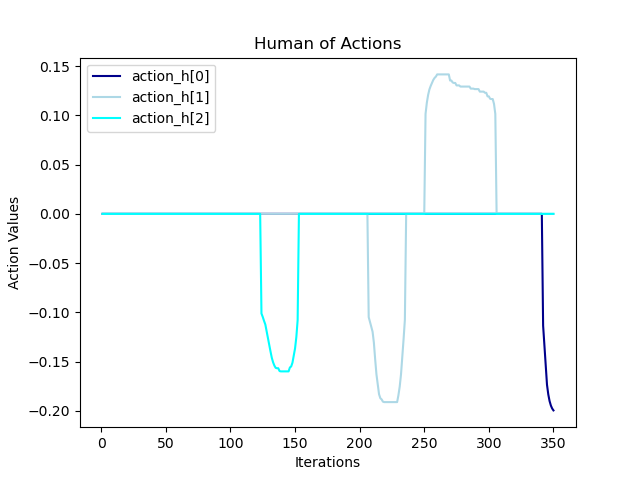 Human of Actions
action_h[0]
action_h[1]
action_h[2]
Action Values
0.15
0.10
0.05
0.00
−0.05
−0.10
−0.15
−0.20
0 50 100 150 200 250 300 350
Iterations